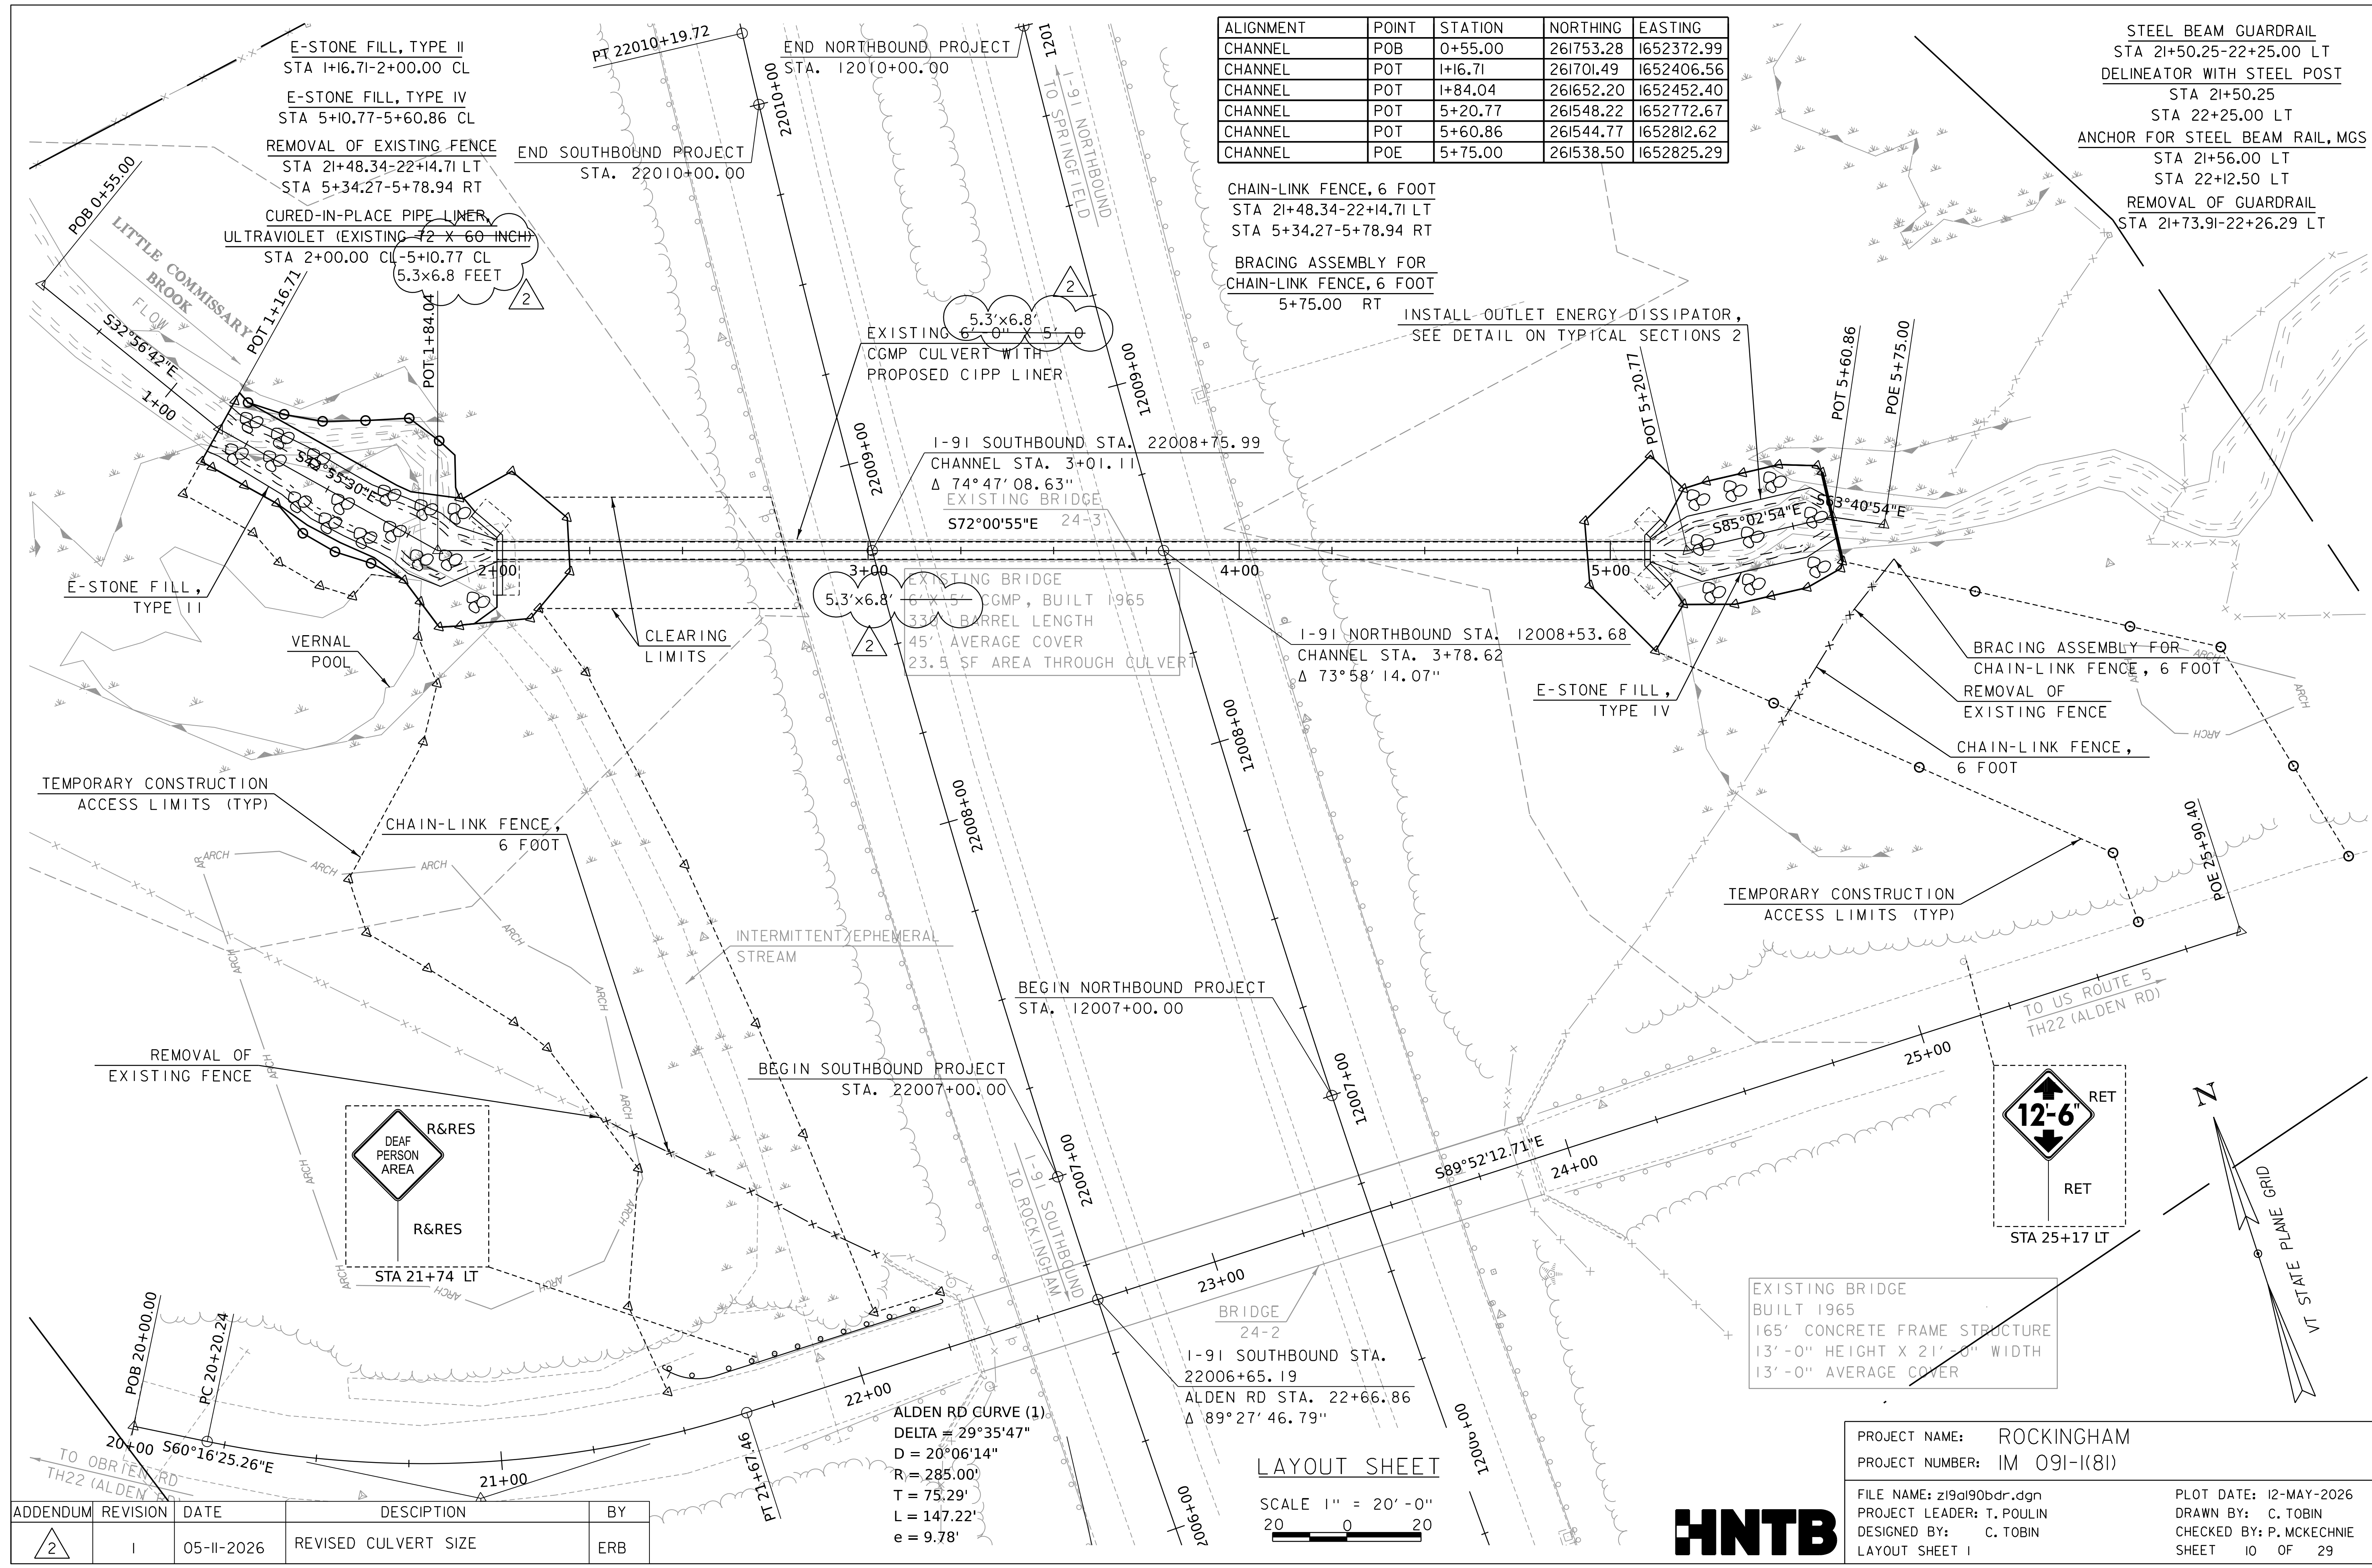 E-STONE FILL, TYPE II
STA 1+16.71-2+00.00 CL
E-STONE FILL, TYPE IV
STA 5+10.77-5+60.86 CL
REMOVAL OF EXISTING FENCE
STA 21+48.34-22+14.71 LT
STA 5+34.27-5+78.94 RT
CURED-IN-PLACE PIPE LINER,
ULTRAVIOLET (EXISTING 72 X 60 INCH)
STA 2+00.00 CL-5+10.77 CL
5.3x6.8 FEET
2
PT 22010+19.72
END NORTHBOUND PROJECT
STA. 12010+00.00
22010+00
END SOUTHBOUND PROJECT
STA. 22010+00.00
1201
I-91 NORTHBOUND
TO SPRINGFIELD
ALIGNMENT POINT STATION NORTHING EASTING
CHANNEL POB 0+55.00 261753.28 1652372.99
CHANNEL POT 1+16.71 261701.49 1652406.56
CHANNEL POT 1+84.04 261652.20 1652452.40
CHANNEL POT 5+20.77 261548.22 1652772.67
CHANNEL POT 5+60.86 261544.77 1652812.62
CHANNEL POE 5+75.00 261538.50 1652825.29
STEEL BEAM GUARDRAIL
STA 21+50.25-22+25.00 LT
DELINEATOR WITH STEEL POST
STA 21+50.25
STA 22+25.00 LT
ANCHOR FOR STEEL BEAM RAIL, MGS
STA 21+56.00 LT
STA 22+12.50 LT
REMOVAL OF GUARDRAIL
STA 21+73.91-22+26.29 LT
CHAIN-LINK FENCE, 6 FOOT
STA 21+48.34-22+14.71 LT
STA 5+34.27-5+78.94 RT
BRACING ASSEMBLY FOR
CHAIN-LINK FENCE, 6 FOOT
5+75.00 RT
POB 0+55.00
LITTLE COMMISSARY
BROOK
FLOW
S32°56'42"E
1+00
POT 1+16.71
POT 1+84.04
S42°55'30"E
2
5.3'x6.8'
EXISTING 6'-0" X 5'-0
CGMP CULVERT WITH
PROPOSED CIPP LINER
INSTALL OUTLET ENERGY DISSIPATOR,
SEE DETAIL ON TYPICAL SECTIONS 2
POT 5+20.77
POT 5+60.86
POE 5+75.00
12009+00
22009+00
I-91 SOUTHBOUND STA. 22008+75.99
CHANNEL STA. 3+01.11
Δ 74°47'08.63"
EXISTING BRIDGE
24-3
S72°00'55"E
S85°02'54"E
S63°40'54"E
2+00
3+00
4+00
5+00
E-STONE FILL,
TYPE II
VERNAL
POOL
CLEARING
LIMITS
5.3'x6.8'
2
EXISTING BRIDGE
6' X 5' CGMP, BUILT 1965
330' BARREL LENGTH
45' AVERAGE COVER
23.5 SF AREA THROUGH CULVERT
I-91 NORTHBOUND STA. 12008+53.68
CHANNEL STA. 3+78.62
Δ 73°58'14.07"
E-STONE FILL,
TYPE IV
BRACING ASSEMBLY FOR
CHAIN-LINK FENCE, 6 FOOT
REMOVAL OF
EXISTING FENCE
CHAIN-LINK FENCE,
6 FOOT
ARCH
ARCH
ARCH
ARCH
TEMPORARY CONSTRUCTION
ACCESS LIMITS (TYP)
CHAIN-LINK FENCE,
6 FOOT
22008+00
12008+00
AR
ARCH
ARCH
ARCH
ARCH
ARCH
ARCH
ARCH
INTERMITTENT/EPHEMERAL
STREAM
TEMPORARY CONSTRUCTION
ACCESS LIMITS (TYP)
POE 25+90.40
BEGIN NORTHBOUND PROJECT
STA. 12007+00.00
TO US ROUTE 5
TH22 (ALDEN RD)
25+00
REMOVAL OF
EXISTING FENCE
BEGIN SOUTHBOUND PROJECT
STA. 22007+00.00
12007+00
22007+00
ARCH
ARCH
ARCH
ARCH
ARCH
ARCH
DEAF
PERSON
AREA
R&RES
R&RES
STA 21+74 LT
I-91 SOUTHBOUND
TO ROCKINGHAM
S89°52'12.71"E
24+00
12'-6"
RET
RET
STA 25+17 LT
N
VT STATE PLANE GRID
23+00
BRIDGE
24-2
EXISTING BRIDGE
BUILT 1965
165' CONCRETE FRAME STRUCTURE
13'-0" HEIGHT X 21'-0" WIDTH
13'-0" AVERAGE COVER
I-91 SOUTHBOUND STA.
22006+65.19
ALDEN RD STA. 22+66.86
Δ 89°27'46.79"
POB 20+00.00
PC 20+20.24
20+00
S60°16'25.26"E
21+00
22+00
TO OBRIEN RD
TH22 (ALDEN RD)
PT 21+67.46
ALDEN RD CURVE (1)
DELTA = 29°35'47"
D = 20°06'14"
R = 285.00'
T = 75.29'
L = 147.22'
e = 9.78'
2006+00
12006+00
LAYOUT SHEET
SCALE 1" = 20'-0"
20 0 20
ADDENDUM REVISION DATE DESCIPTION BY
2 1 05-11-2026 REVISED CULVERT SIZE ERB
HNTB
PROJECT NAME: ROCKINGHAM
PROJECT NUMBER: IM 091-1(81)
FILE NAME: z19a190bdr.dgn
PROJECT LEADER: T. POULIN
DESIGNED BY: C. TOBIN
LAYOUT SHEET 1
PLOT DATE: 12-MAY-2026
DRAWN BY: C. TOBIN
CHECKED BY: P. MCKECHNIE
SHEET 10 OF 29